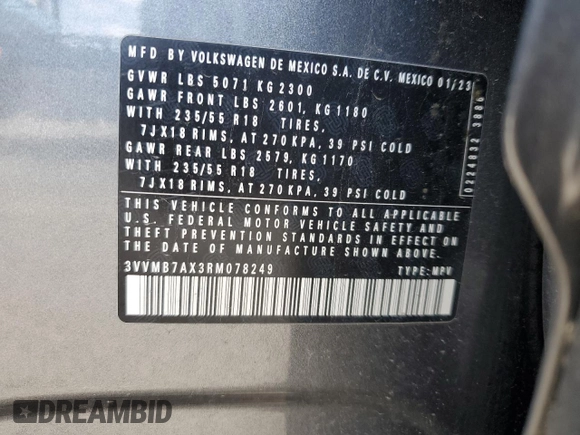 MFD BY VOLKSWAGEN DE MEXICO S.A. DE C.V. MEXICO 01/23
GVWR LBS 5071 KG 2300
GAWR FRONT LBS 2601, KG 1180
WITH 235/55 R18 TIRES,
7JX18 RIMS, AT 270 KPA, 39 PSI COLD
GAWR REAR LBS 2579, KG 1170
WITH 235/55 R18 TIRES,
7JX18 RIMS, AT 270 KPA, 39 PSI COLD
THIS VEHICLE CONFORMS TO ALL APPLICABLE
U.S. FEDERAL MOTOR VEHICLE SAFETY AND
THEFT PREVENTION STANDARDS IN EFFECT ON
THE DATE OF MANUFACTURE SHOWN ABOVE.
3VVMB7AX3RM078249 TYPE: MPV
0224032 3886
DREAMBID